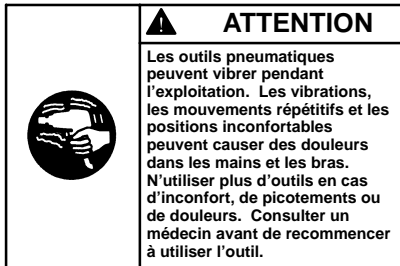 ATTENTION
Les outils pneumatiques
peuvent vibrer pendant
l'exploitation. Les vibrations,
les mouvements répétitifs et les
positions inconfortables
peuvent causer des douleurs
dans les mains et les bras.
N'utiliser plus d'outils en cas
d'inconfort, de picotements ou
de douleurs. Consulter un
médecin avant de recommencer
à utiliser l'outil.